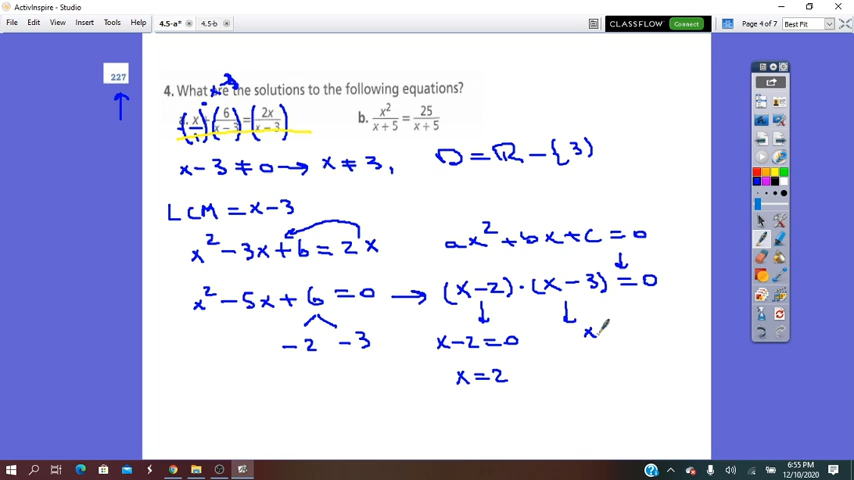 ActivInspire - Studio
File Edit View Insert Tools Help
4.5-a* 4.5-b
CLASSFLOW Connect
Page 4 of 7 Best Fit
227
4. What are the solutions to the following equations?
x / 1 6 / x - 3 = 2x / x - 3
b. x² / x + 5 = 25 / x + 5
x - 3 ≠ 0 → x ≠ 3,
D = ℝ - {3}
LCM = x - 3
x² - 3x + 6 = 2x
ax² + bx + c = 0
x² - 5x + 6 = 0 → (x - 2) · (x - 3) = 0
-2 -3
x - 2 = 0
x
x = 2
6:55 PM
12/10/2020